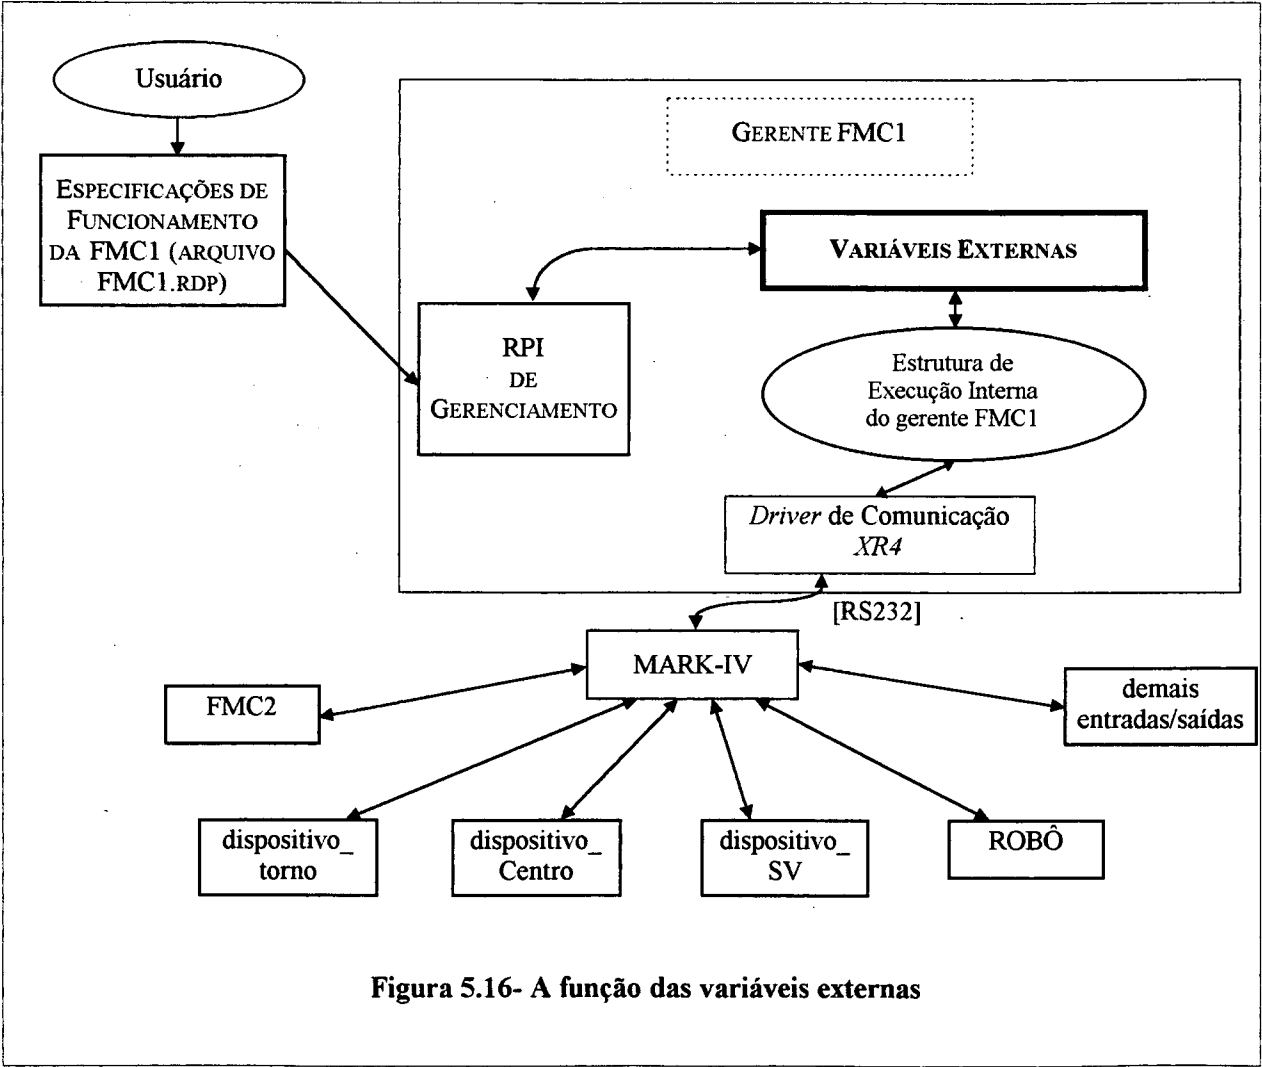 Usuário
ESPECIFICAÇÕES DE
FUNCIONAMENTO
DA FMC1 (ARQUIVO
FMC1.RDP)
GERENTE FMC1
VARIÁVEIS EXTERNAS
RPI
DE
GERENCIAMENTO
Estrutura de
Execução Interna
do gerente FMC1
Driver de Comunicação
XR4
[RS232]
MARK-IV
FMC2
demais
entradas/saídas
dispositivo_
torno
dispositivo_
Centro
dispositivo_
SV
ROBÔ
Figura 5.16- A função das variáveis externas